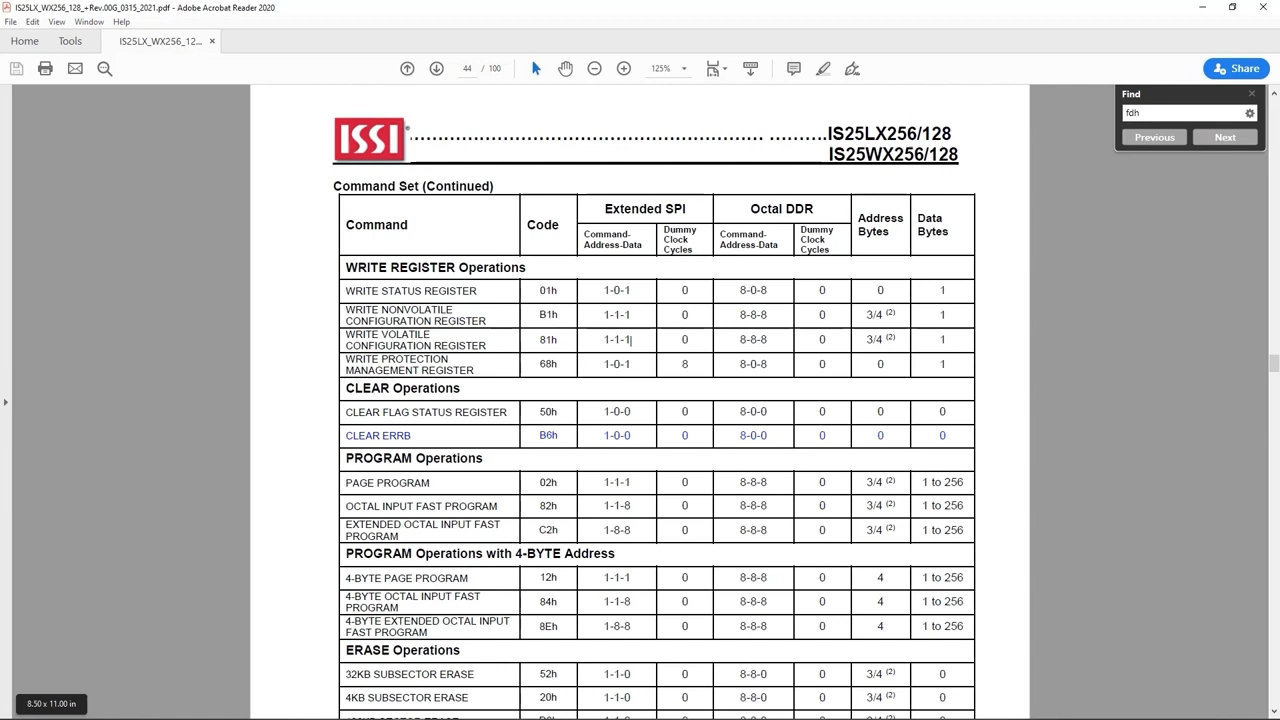 IS25LX_WX256_128_+Rev.00G_0315_2021.pdf - Adobe Acrobat Reader 2020
File Edit View Window Help
Home Tools IS25LX_WX256_12... ×
44 / 100 125% Share
Find
fdh
Previous Next
ISSI® IS25LX256/128
IS25WX256/128
Command Set (Continued)
Command Code Extended SPI Octal DDR Address Bytes Data Bytes
Command-Address-Data Dummy Clock Cycles Command-Address-Data Dummy Clock Cycles
WRITE REGISTER Operations
WRITE STATUS REGISTER 01h 1-0-1 0 8-0-8 0 0 1
WRITE NONVOLATILE
CONFIGURATION REGISTER B1h 1-1-1 0 8-8-8 0 3/4 (2) 1
WRITE VOLATILE
CONFIGURATION REGISTER 81h 1-1-1 0 8-8-8 0 3/4 (2) 1
WRITE PROTECTION
MANAGEMENT REGISTER 68h 1-0-1 8 8-0-8 0 0 1
CLEAR Operations
CLEAR FLAG STATUS REGISTER 50h 1-0-0 0 8-0-0 0 0 0
CLEAR ERRB B6h 1-0-0 0 8-0-0 0 0 0
PROGRAM Operations
PAGE PROGRAM 02h 1-1-1 0 8-8-8 0 3/4 (2) 1 to 256
OCTAL INPUT FAST PROGRAM 82h 1-1-8 0 8-8-8 0 3/4 (2) 1 to 256
EXTENDED OCTAL INPUT FAST
PROGRAM C2h 1-8-8 0 8-8-8 0 3/4 (2) 1 to 256
PROGRAM Operations with 4-BYTE Address
4-BYTE PAGE PROGRAM 12h 1-1-1 0 8-8-8 0 4 1 to 256
4-BYTE OCTAL INPUT FAST
PROGRAM 84h 1-1-8 0 8-8-8 0 4 1 to 256
4-BYTE EXTENDED OCTAL INPUT
FAST PROGRAM 8Eh 1-8-8 0 8-8-8 0 4 1 to 256
ERASE Operations
32KB SUBSECTOR ERASE 52h 1-1-0 0 8-8-0 0 3/4 (2) 0
4KB SUBSECTOR ERASE 20h 1-1-0 0 8-8-0 0 3/4 (2) 0
8.50 x 11.00 in